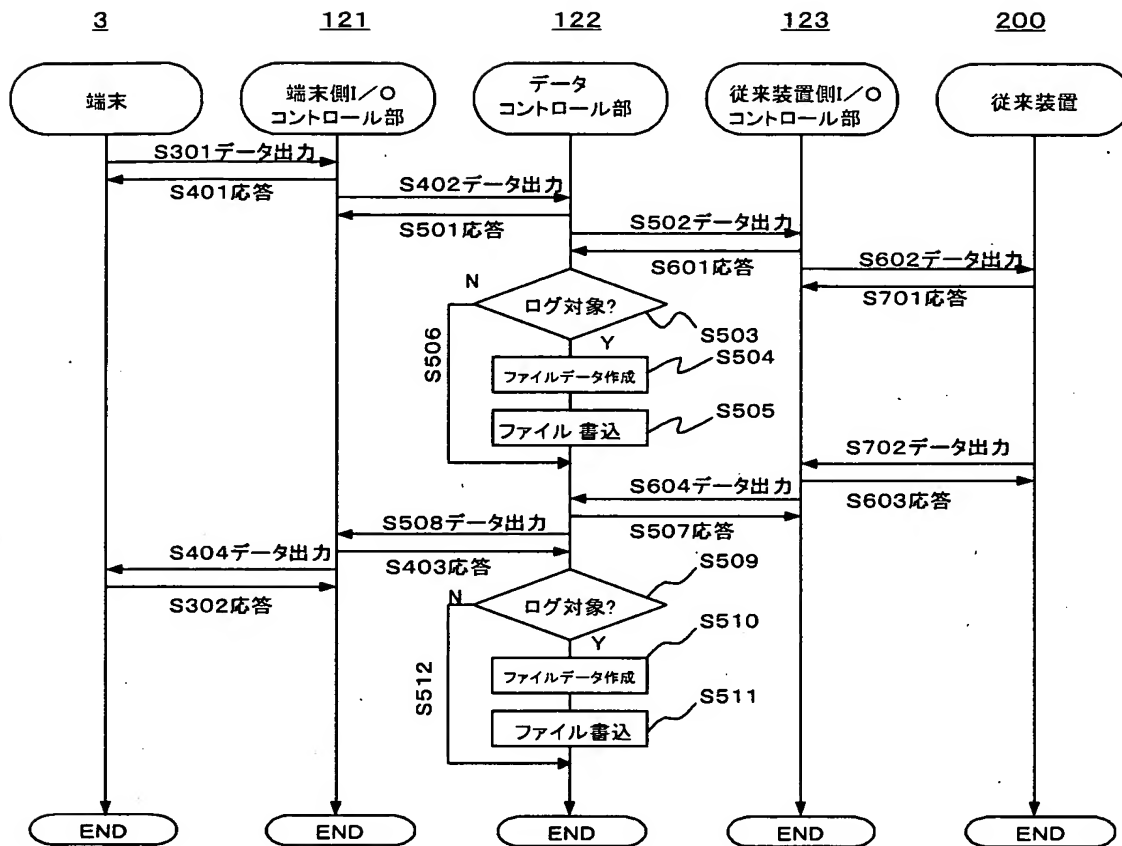 3
121
122
123
200
端末
端末側I/O
コントロール部
データ
コントロール部
従来装置側I/O
コントロール部
従来装置
S301データ出力
S401応答
S402データ出力
S501応答
S502データ出力
S601応答
S602データ出力
S701応答
N
ログ対象?
S503
Y
S506
S504
ファイルデータ作成
S505
ファイル 書込
S702データ出力
S603応答
S604データ出力
S507応答
S508データ出力
S403応答
S404データ出力
S302応答
S509
N
ログ対象?
Y
S510
S512
ファイルデータ作成
S511
ファイル書込
END
END
END
END
END